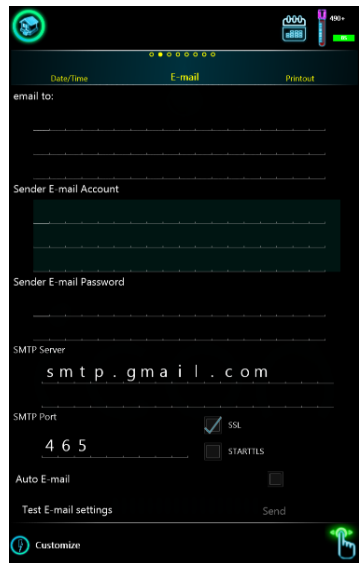 490+
Date/Time E-mail Printout
email to:
Sender E-mail Account
Sender E-mail Password
SMTP Server
smtp.gmail.com
SMTP Port
SSL
465
STARTTLS
Auto E-mail
Test E-mail settings Send
Customize